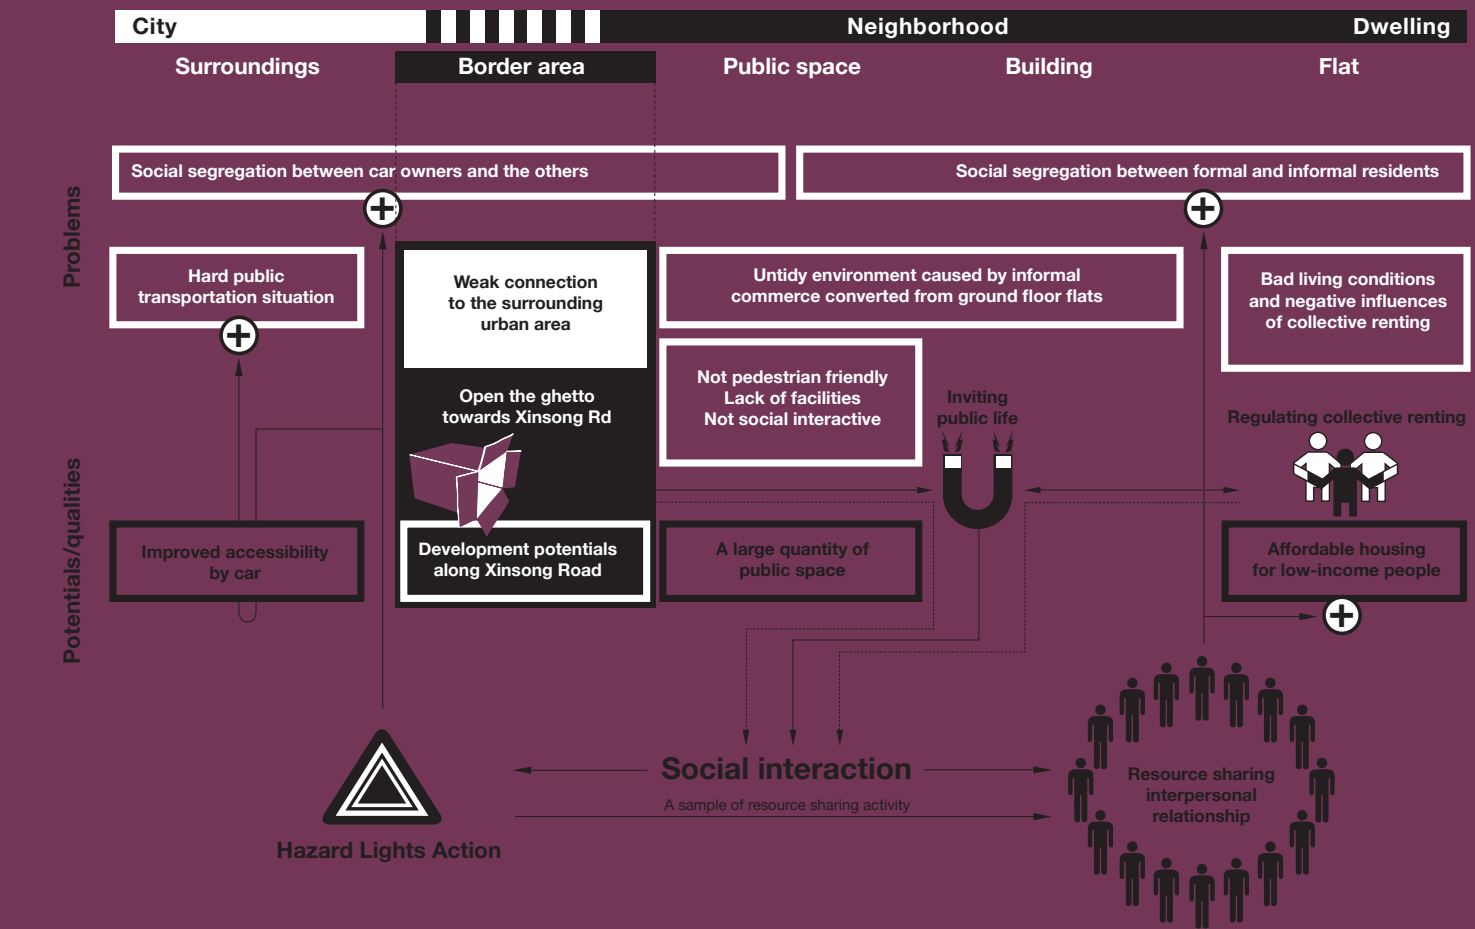 City
Neighborhood
Dwelling
Surroundings
Border area
Public space
Building
Flat
Problems
Social segregation between car owners and the others
Social segregation between formal and informal residents
Hard public
transportation situation
Weak connection
to the surrounding
urban area
Untidy environment caused by informal
commerce converted from ground floor flats
Bad living conditions
and negative influences
of collective renting
Not pedestrian friendly
Lack of facilities
Not social interactive
Open the ghetto
towards Xinsong Rd
Inviting
public life
Regulating collective renting
Potentials/qualities
Improved accessibility
by car
Development potentials
along Xinsong Road
A large quantity of
public space
Affordable housing
for low-income people
Social interaction
A sample of resource sharing activity
Hazard Lights Action
Resource sharing
interpersonal
relationship